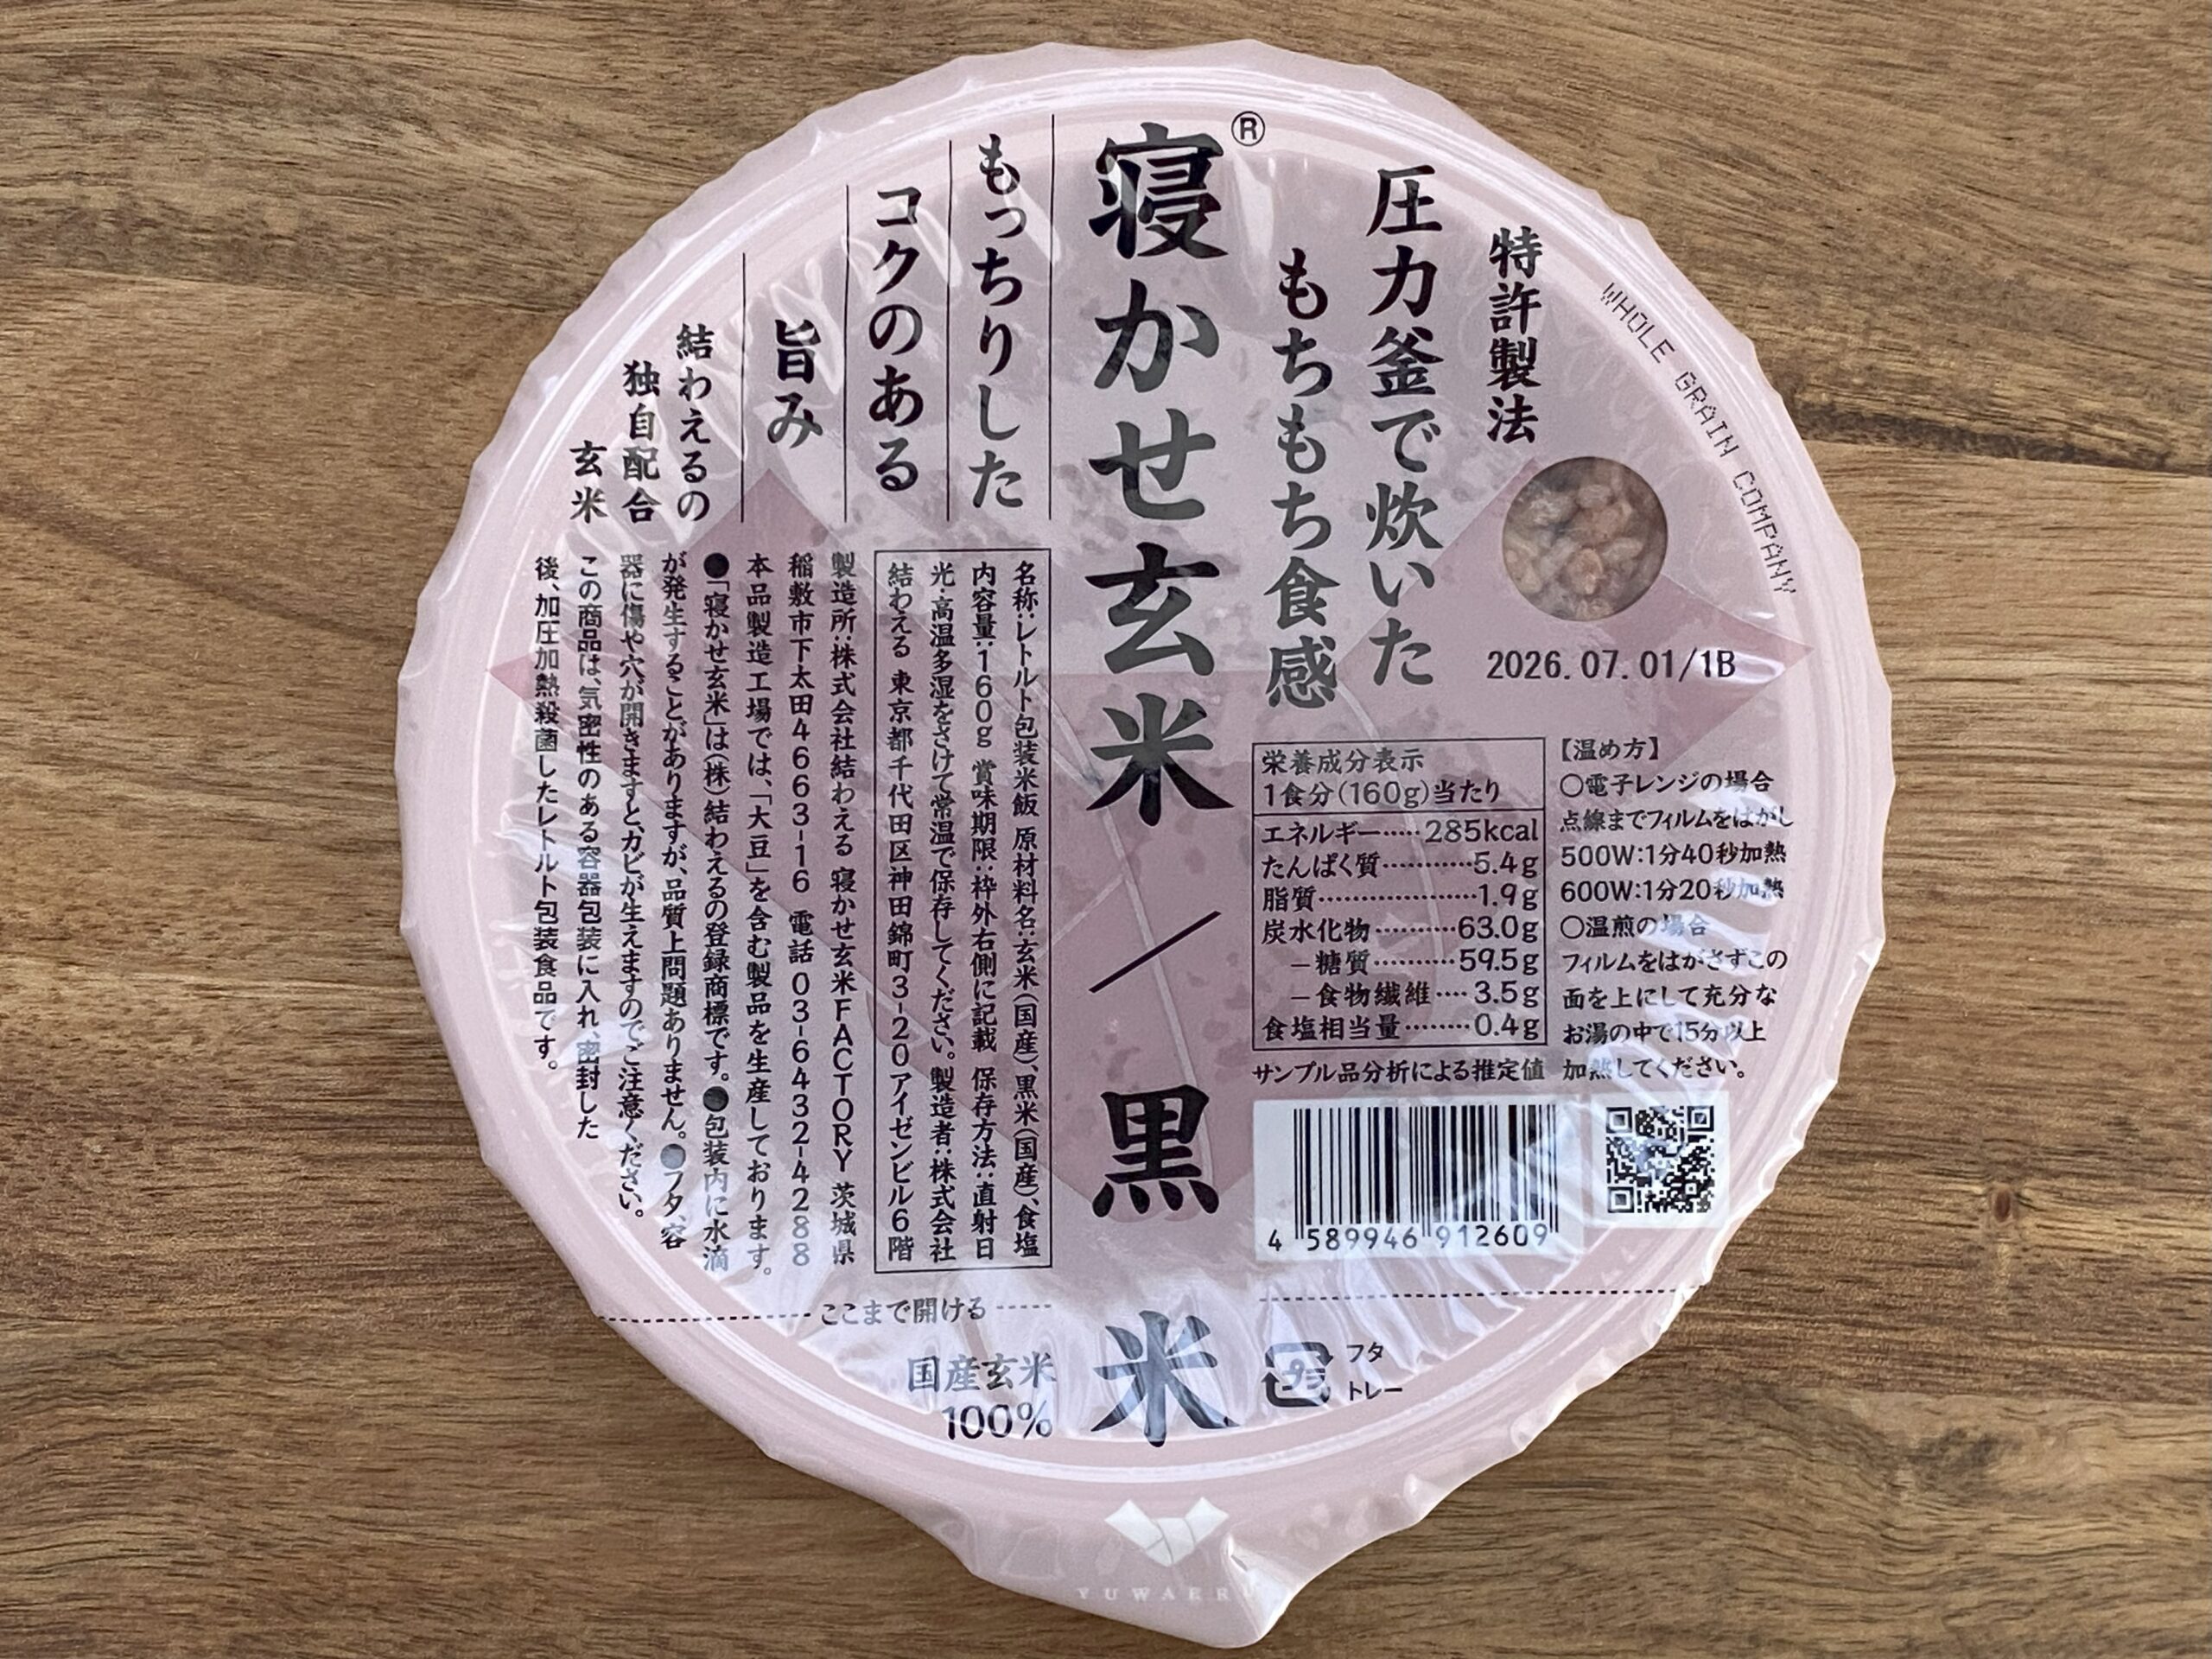 WHOLE GRAIN COMPANY
特許製法
圧力釜で炊いた
もちもち食感
寝かせ玄米®/黒米
もっちりした
コクのある
旨み
結わえるの
独自配合
玄米
2026.07.01/1B
【温め方】
○電子レンジの場合
点線までフィルムをはがし
500W:1分40秒加熱
600W:1分20秒加熱
○温煎の場合
フィルムをはがさずこの
面を上にして充分な
お湯の中で15分以上
加熱してください。
栄養成分表示
1食分(160g)当たり
エネルギー·····285kcal
たんぱく質···········5.4g
脂質····················1.9g
炭水化物··········63.0g
-糖質··········59.5g
-食物繊維····3.5g
食塩相当量········0.4g
サンプル品分析による推定値
4 589946 912609
名称:レトルト包装米飯 原材料名:玄米(国産)、黒米(国産)、食塩
内容量:160g 賞味期限:枠外右側に記載 保存方法:直射日
光・高温多湿をさけて常温で保存してください。製造者:株式会社
結わえる 東京都千代田区神田錦町3-20アイゼンビル6階
製造所:株式会社結わえる 寝かせ玄米FACTORY 茨城県
稲敷市下太田4663-16 電話 03-6432-4288
本品製造工場では、「大豆」を含む製品を生産しております。
●「寝かせ玄米」は(株)結わえるの登録商標です。●包装内に水滴
が発生することがありますが、品質上問題ありません。●フタ、容
器に傷や穴が開きますと、カビが生えますのでご注意ください。
この商品は、気密性のある容器包装に入れ、密封した
後、加圧加熱殺菌したレトルト包装食品です。
ここまで開ける
国産玄米
100%
プラ
フタ
トレー
YUWAERU